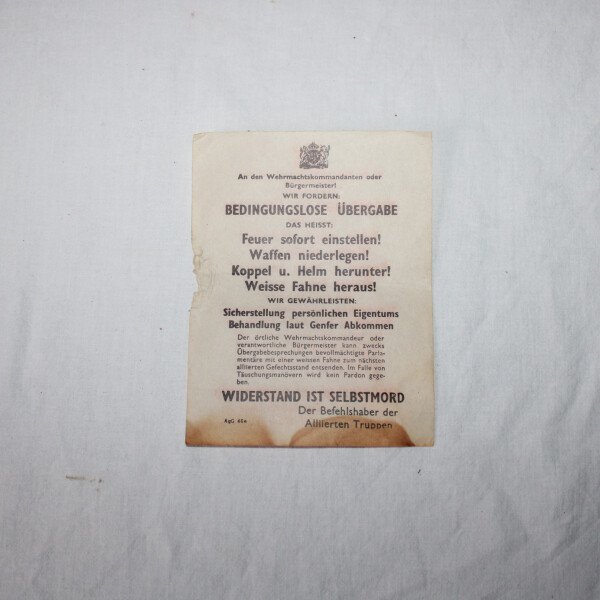 An den Wehrmachtskommandanten oder
Bürgermeister!
WIR FORDERN:
BEDINGUNGSLOSE ÜBERGABE
DAS HEISST:
Feuer sofort einstellen!
Waffen niederlegen!
Koppel u. Helm herunter!
Weisse Fahne heraus!
WIR GEWÄHRLEISTEN:
Sicherstellung persönlichen Eigentums
Behandlung laut Genfer Abkommen
Der örtliche Wehrmachtskommandeur oder
verantwortliche Bürgermeister kann zwecks
Übergabebesprechungen bevollmächtigte Parla-
mentäre mit einer weissen Fahne zum nächsten
alliierten Gefechtsstand entsenden. Im Falle von
Täuschungsmanövern wird kein Pardon gege-
ben.
WIDERSTAND IST SELBSTMORD
Der Befehlshaber der
Alliierten Truppen